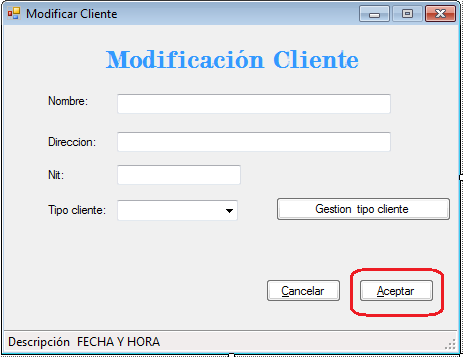 Modificar Cliente
Modificación Cliente
Nombre:
Direccion:
Nit:
Tipo cliente:
Gestion tipo cliente
Cancelar
Aceptar
Descripción FECHA Y HORA